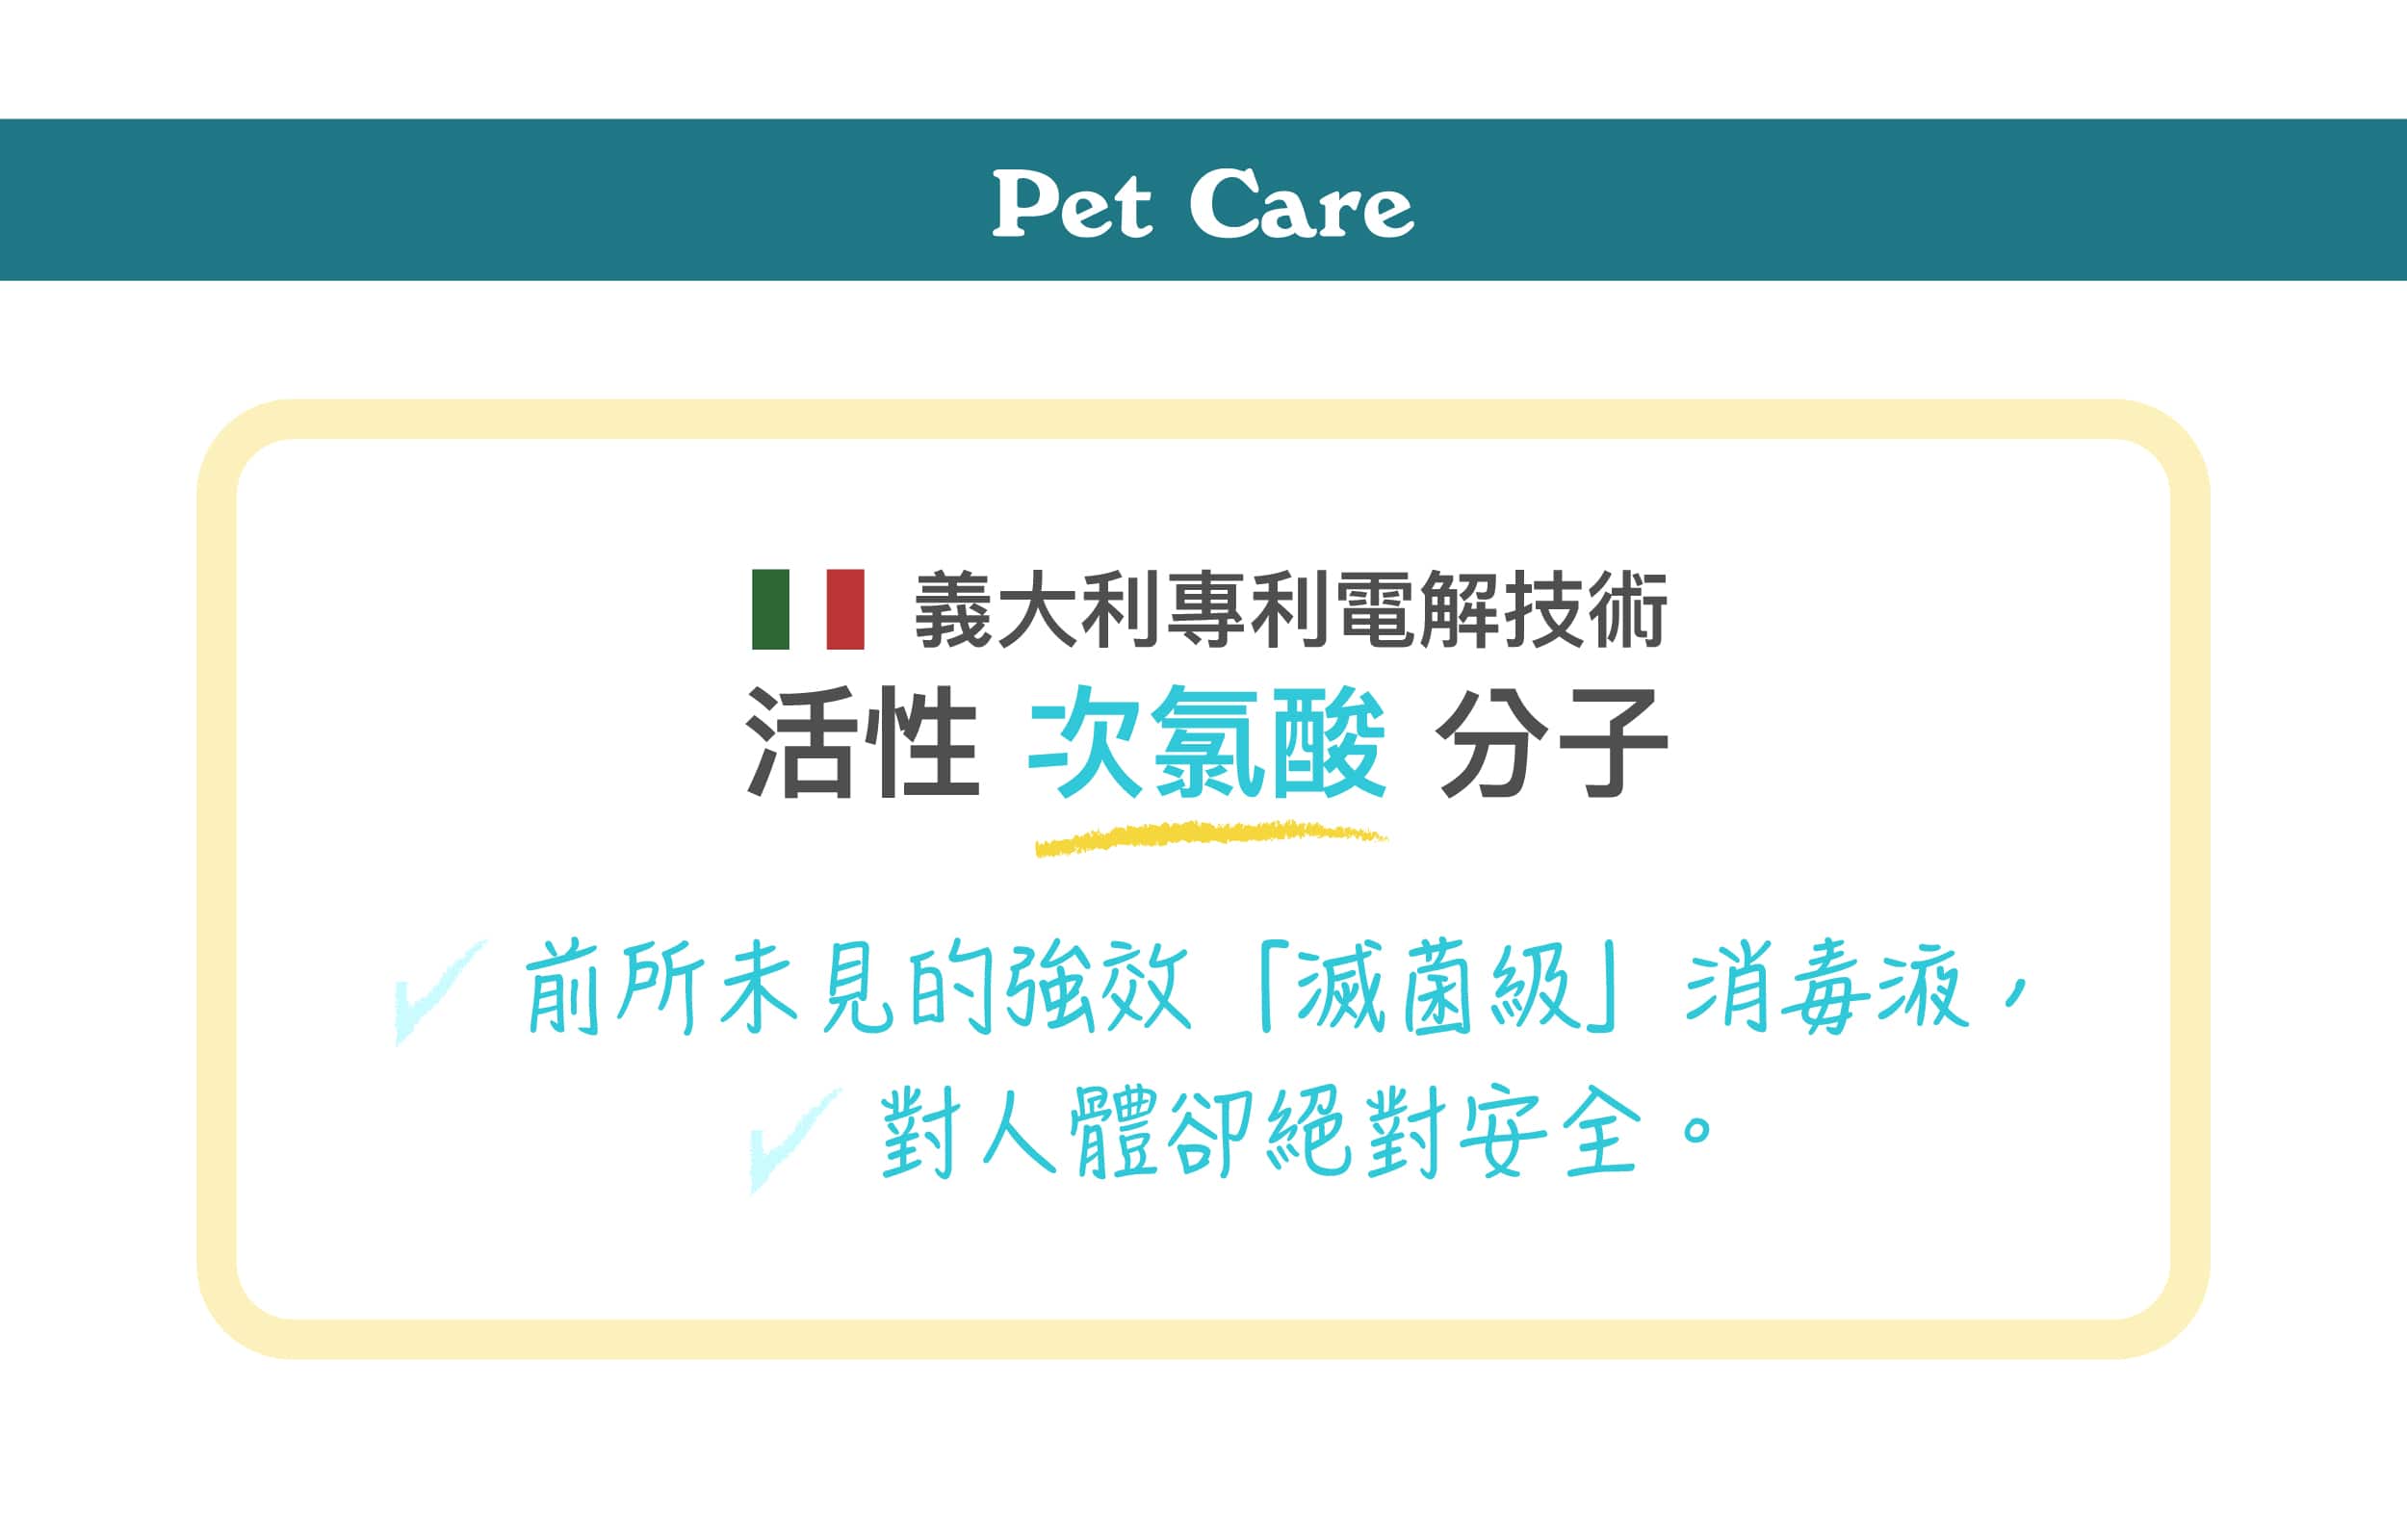 Pet Care
義大利專利電解技術
活性 次氯酸 分子
前所未見的強效「滅菌級」消毒液,
對人體卻絕對安全。